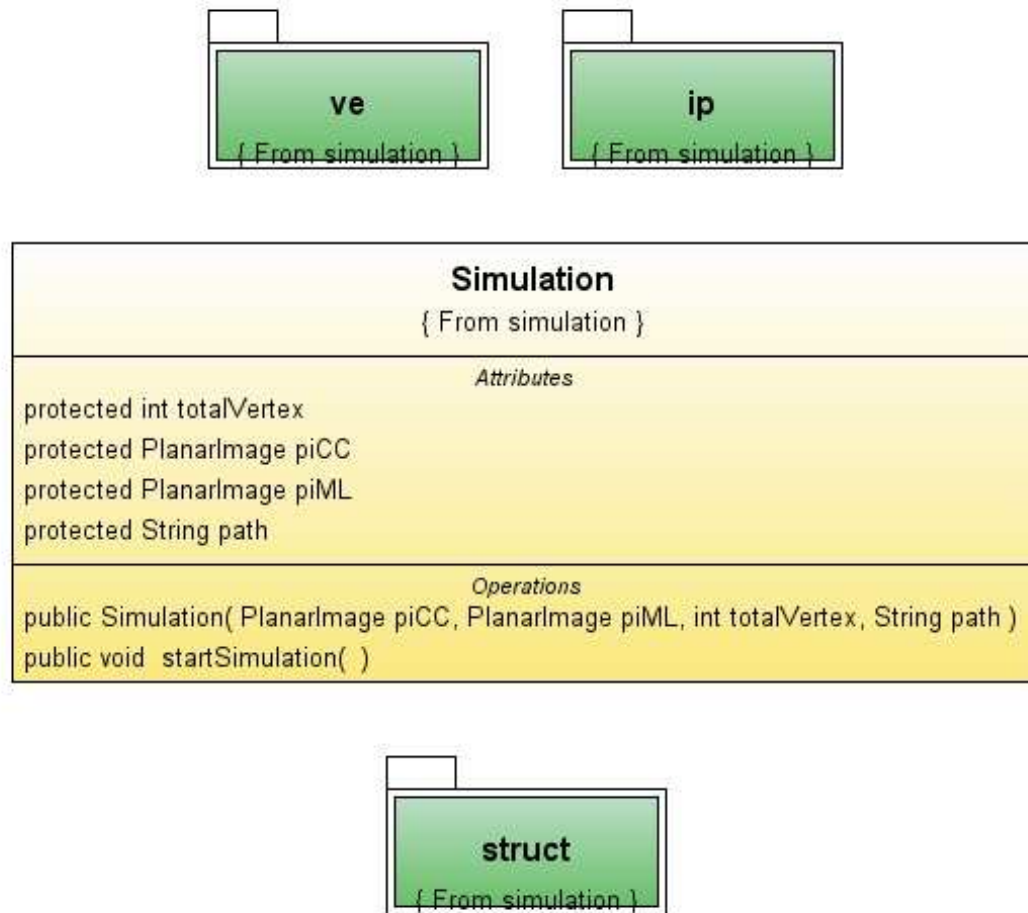 ve
{ From simulation }
ip
{ From simulation }
Simulation
{ From simulation }
Attributes
protected int totalVertex
protected PlanarImage piCC
protected PlanarImage piML
protected String path
Operations
public Simulation( PlanarImage piCC, PlanarImage piML, int totalVertex, String path )
public void  startSimulation(  )
struct
{ From simulation }